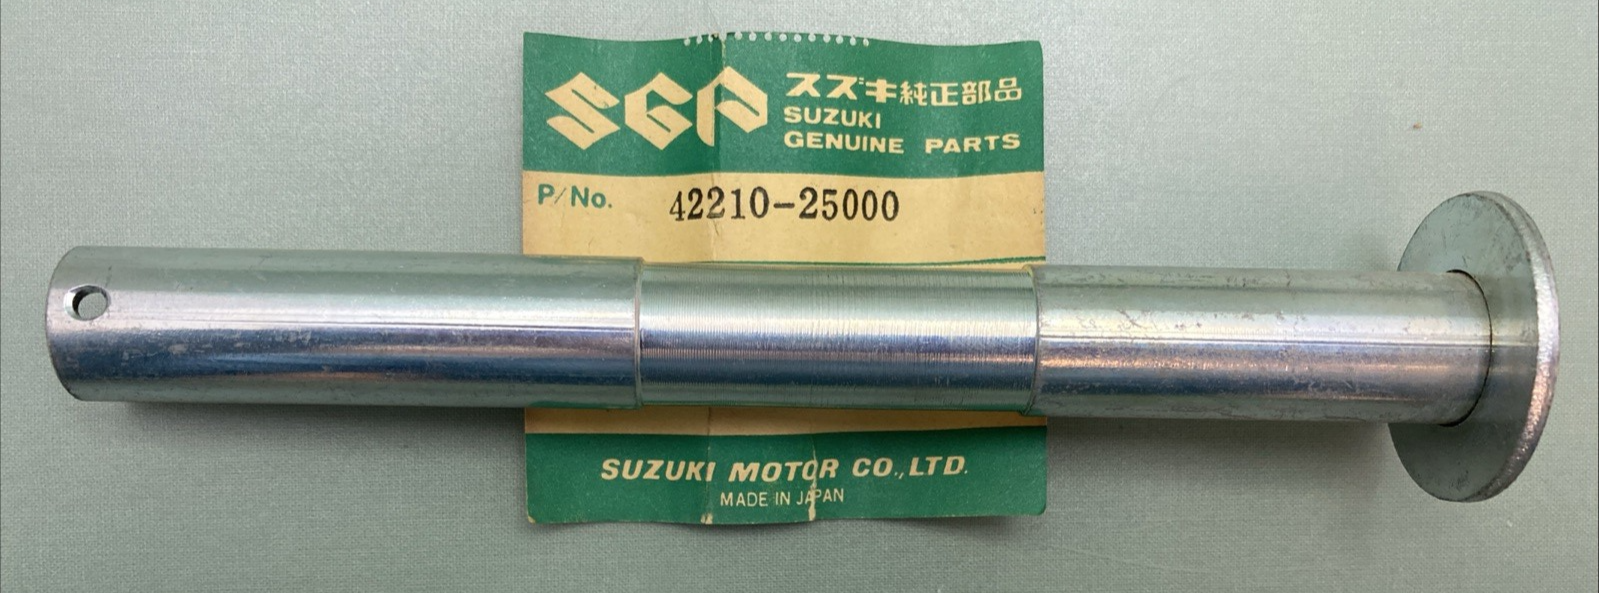 SGP
スズキ純正部品
SUZUKI
GENUINE PARTS
P/No. 42210-25000
SUZUKI MOTOR CO.,LTD.
MADE IN JAPAN